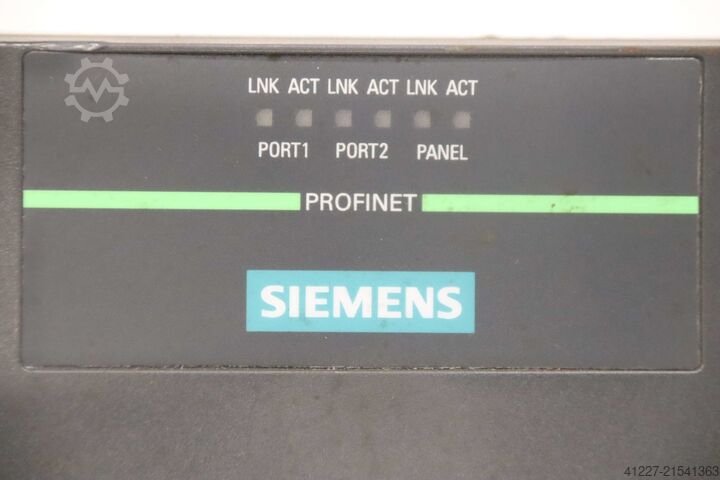 LNK ACT LNK ACT LNK ACT
PORT1 PORT2 PANEL
PROFINET
SIEMENS
41227-21541363